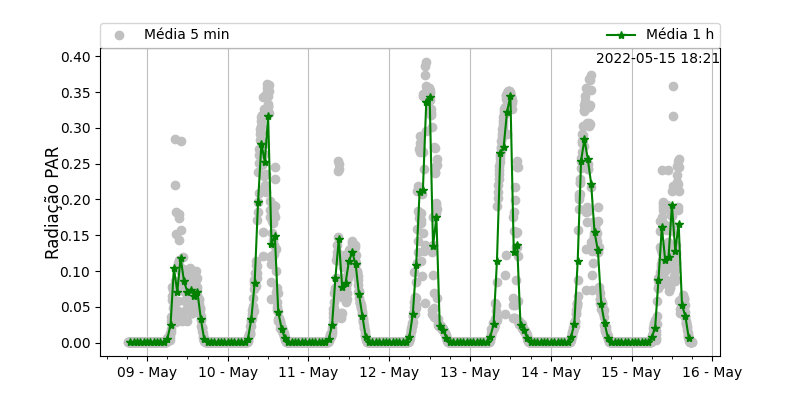 Média 5 min
Média 1 h
2022-05-15 18:21
Radiação PAR
0.40
0.35
0.30
0.25
0.20
0.15
0.10
0.05
0.00
09 - May
10 - May
11 - May
12 - May
13 - May
14 - May
15 - May
16 - May